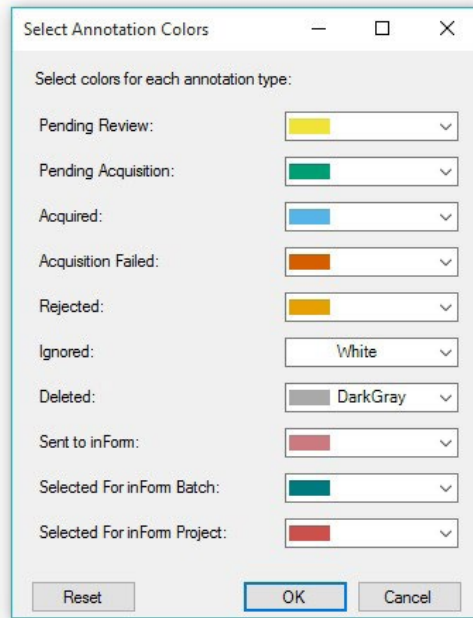 Select Annotation Colors
Select colors for each annotation type:
Pending Review:
Pending Acquisition:
Acquired:
Acquisition Failed:
Rejected:
Ignored: White
Deleted: DarkGray
Sent to inForm:
Selected For inForm Batch:
Selected For inForm Project:
Reset OK Cancel